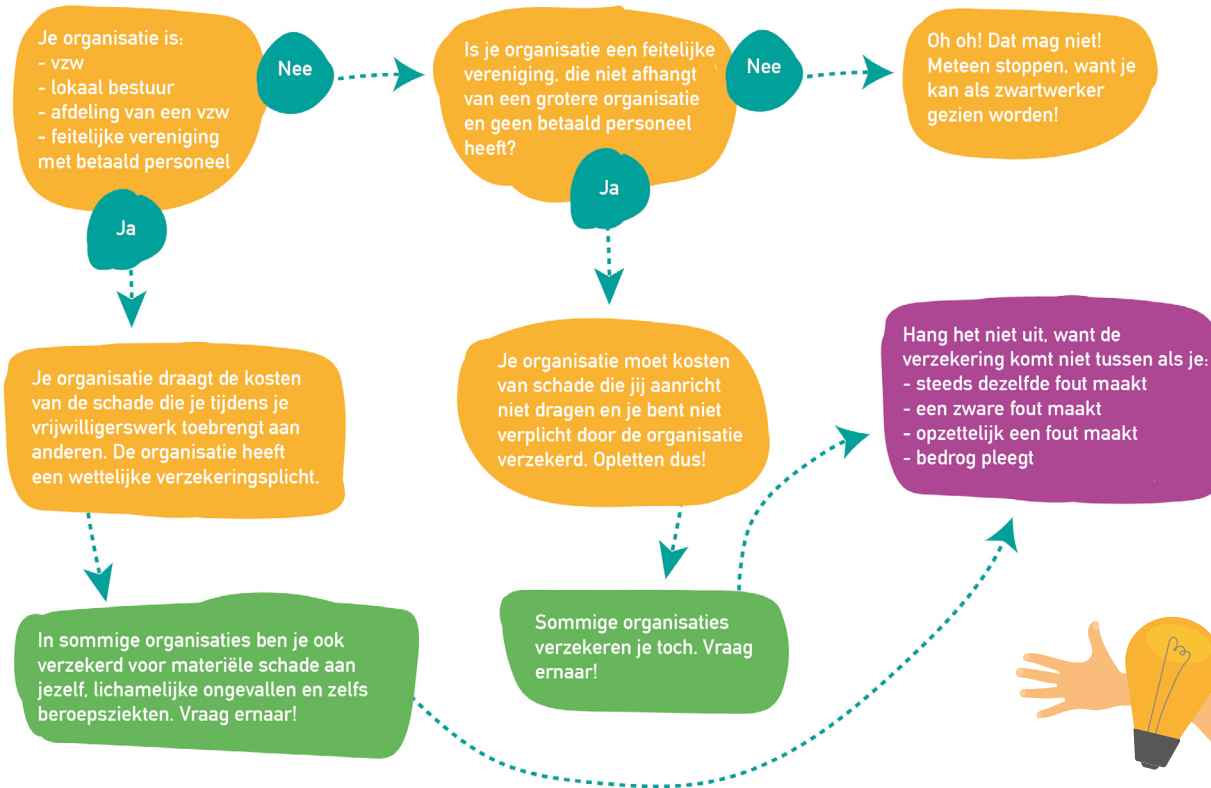 Je organisatie is:
- vzw
- lokaal bestuur
- afdeling van een vzw
- feitelijke vereniging
met betaald personeel
Nee
Ja
Is je organisatie een feitelijke
vereniging, die niet afhangt
van een grotere organisatie
en geen betaald personeel
heeft?
Nee
Ja
Oh oh! Dat mag niet!
Meteen stoppen, want je
kan als zwartwerker
gezien worden!
Je organisatie draagt de kosten
van de schade die je tijdens je
vrijwilligerswerk toebrengt aan
anderen. De organisatie heeft
een wettelijke verzekeringsplicht.
Je organisatie moet kosten
van schade die jij aanricht
niet dragen en je bent niet
verplicht door de organisatie
verzekerd. Opletten dus!
Hang het niet uit, want de
verzekering komt niet tussen als je:
- steeds dezelfde fout maakt
- een zware fout maakt
- opzettelijk een fout maakt
- bedrog pleegt
In sommige organisaties ben je ook
verzekerd voor materiële schade aan
jezelf, lichamelijke ongevallen en zelfs
beroepsziekten. Vraag ernaar!
Sommige organisaties
verzekeren je toch. Vraag
ernaar!